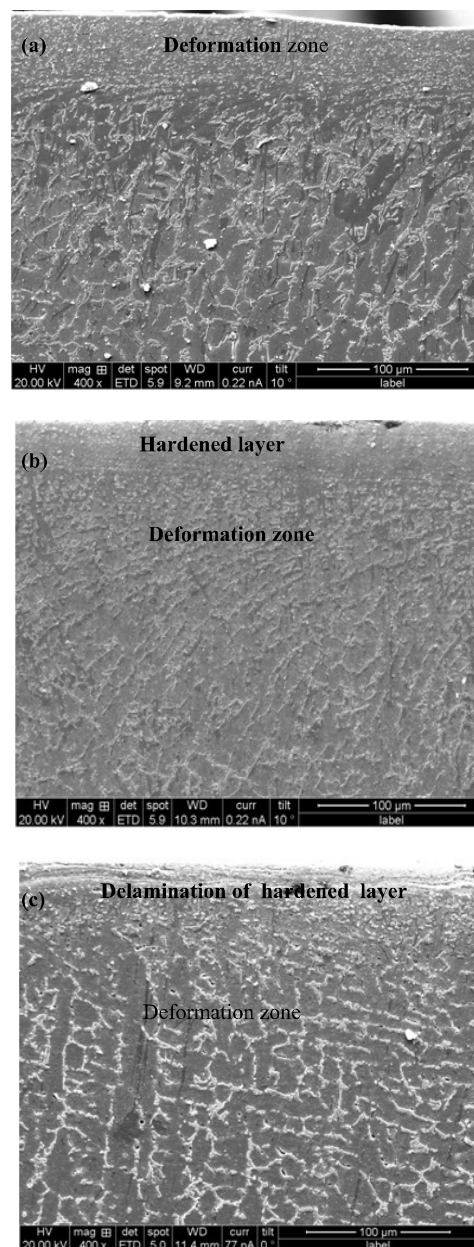 (a)
Deformation zone
HV mag ⊞ det spot WD curr tilt 100 µm
20.00 kV 400 x ETD 5.9 9.2 mm 0.22 nA 10 ° label
(b)
Hardened layer
Deformation zone
HV mag ⊞ det spot WD curr tilt 100 µm
20.00 kV 400 x ETD 5.9 10.3 mm 0.22 nA 10 ° label
(c)
Delamination of hardened layer
Deformation zone
HV mag ⊞ det spot WD curr tilt 100 µm
20.00 kV 400 x ETD 5.0 11.4 mm 77 nA 0 ° label